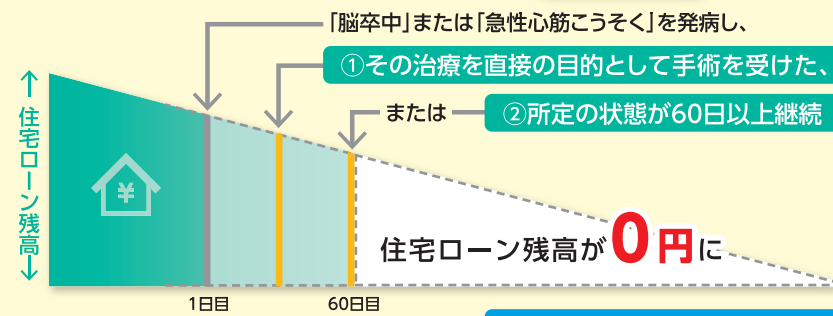 「脳卒中」または「急性心筋こうそく」を発病し、
①その治療を直接の目的として手術を受けた、
または
②所定の状態が60日以上継続
住宅ローン残高
¥
住宅ローン残高が0円に
1日目
60日目